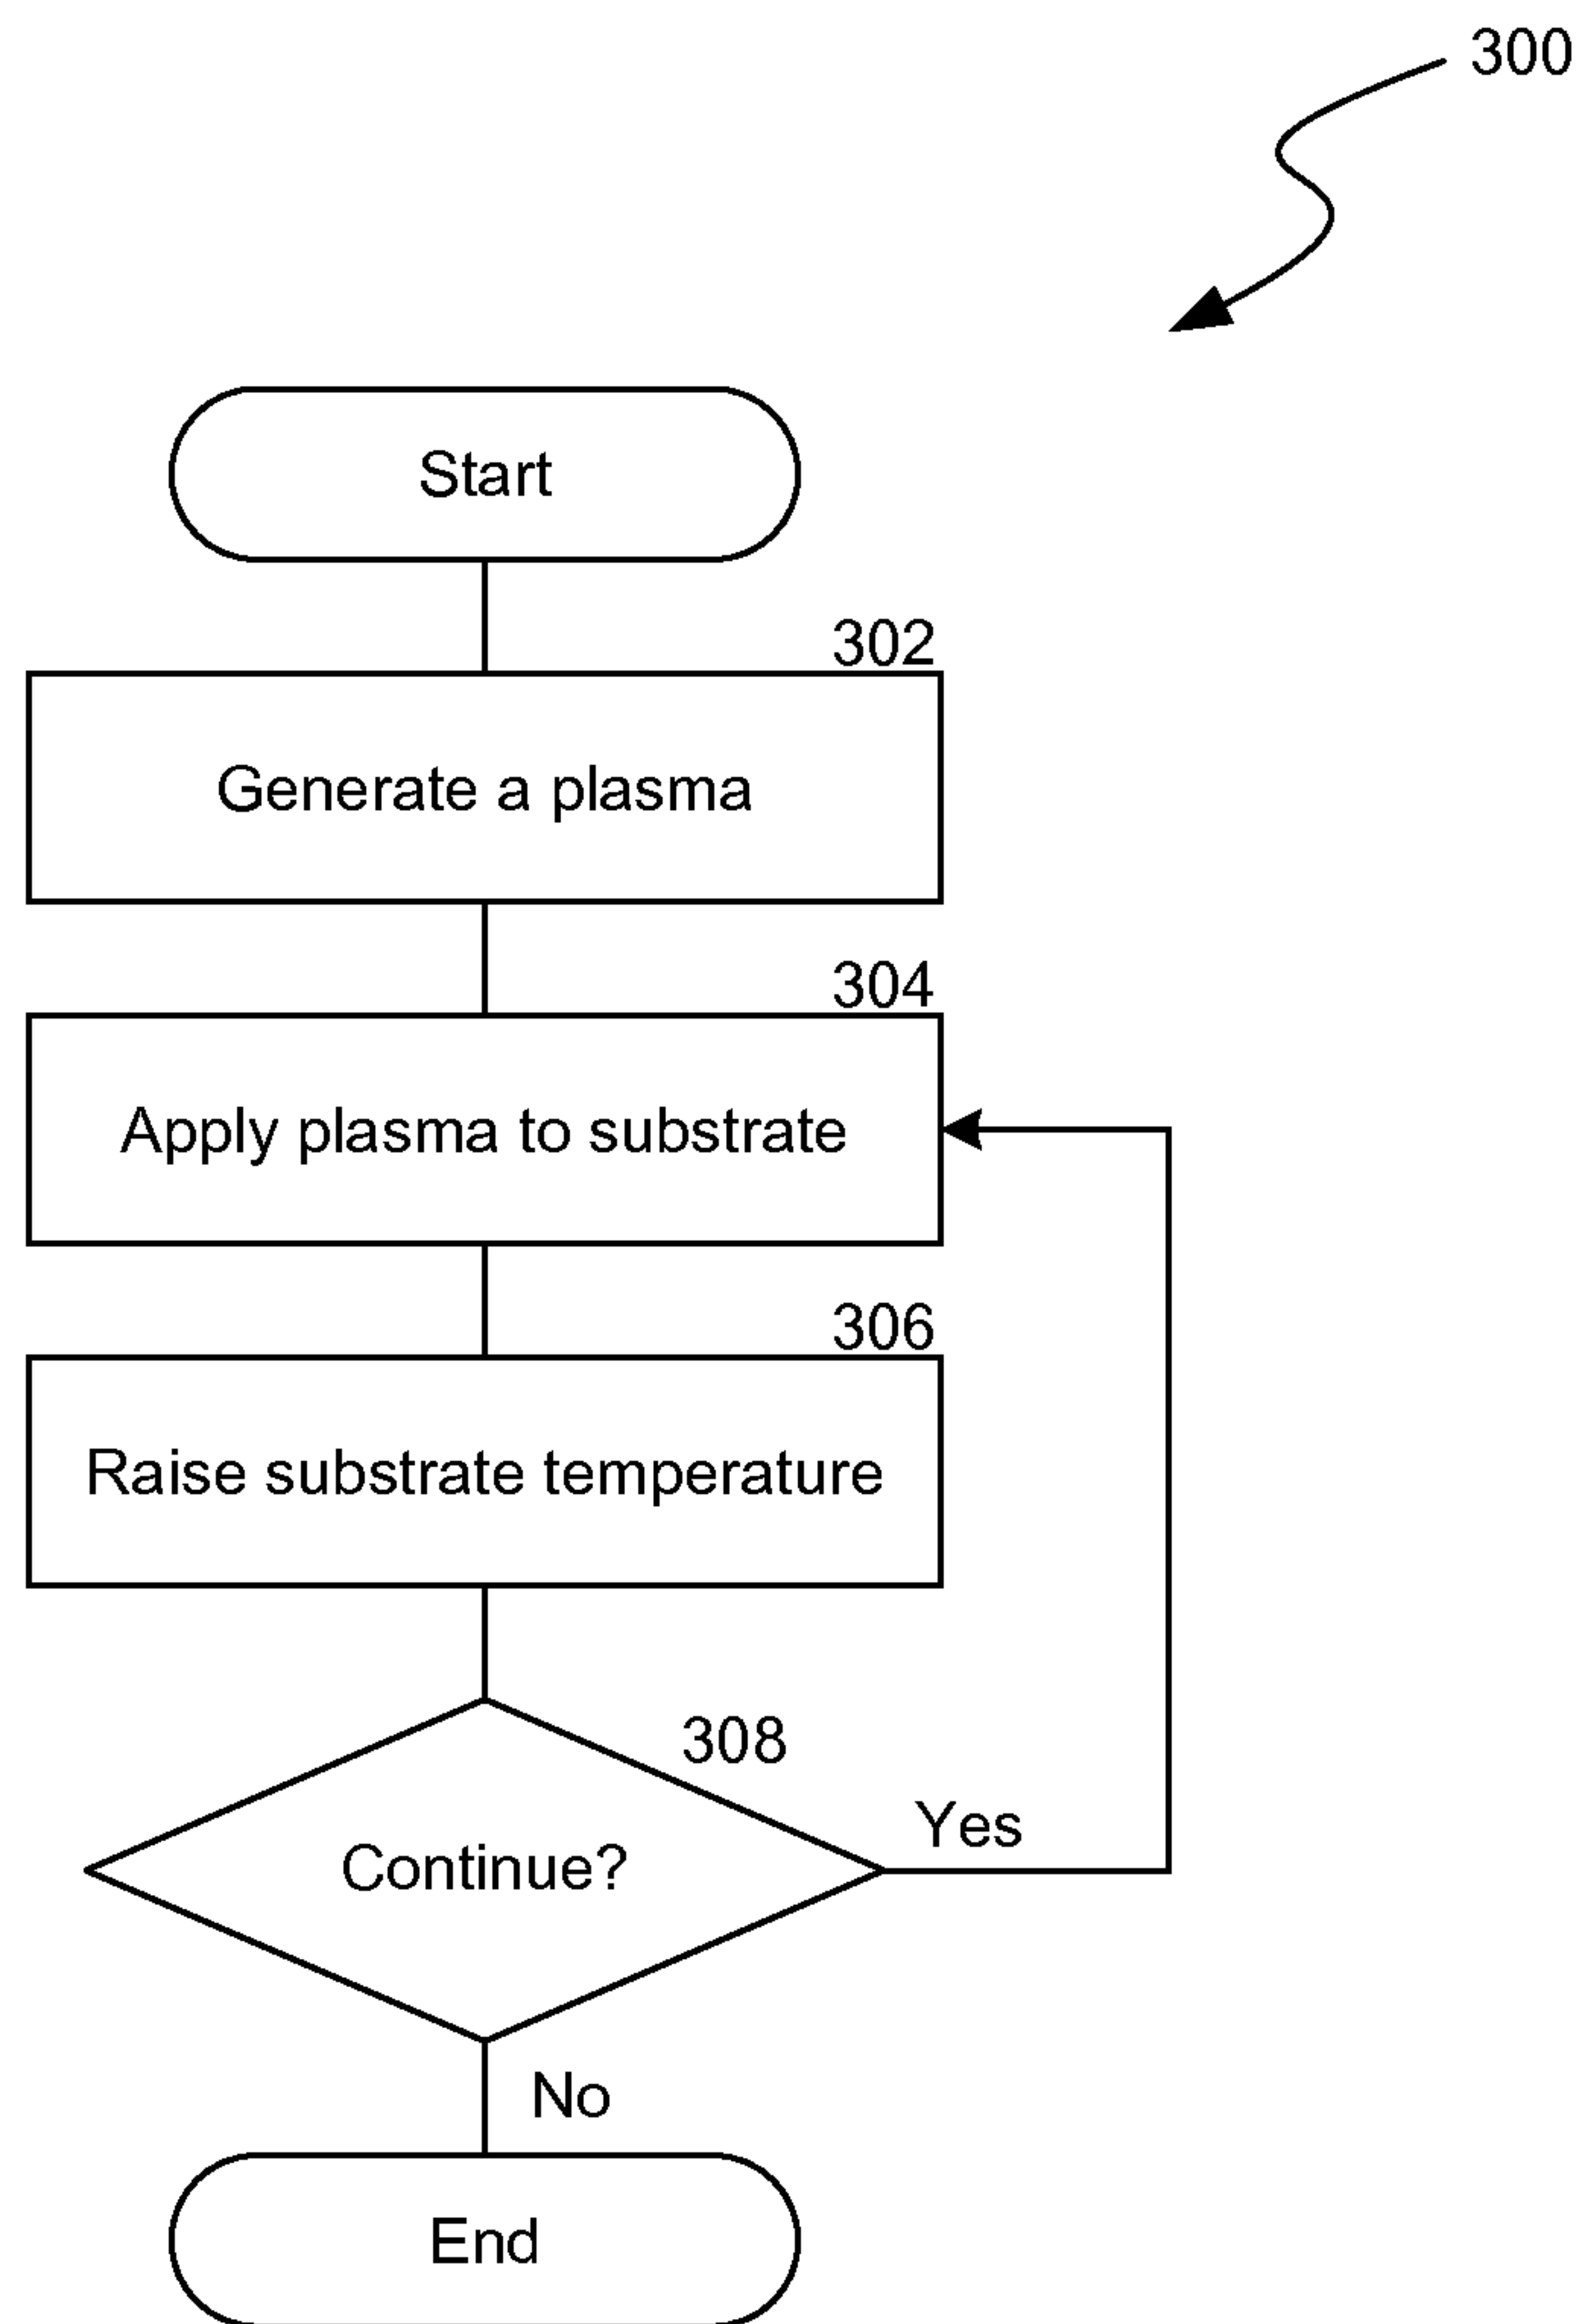 300
Start
302
Generate a plasma
304
Apply plasma to substrate
306
Raise substrate temperature
308
Continue?
Yes
No
End